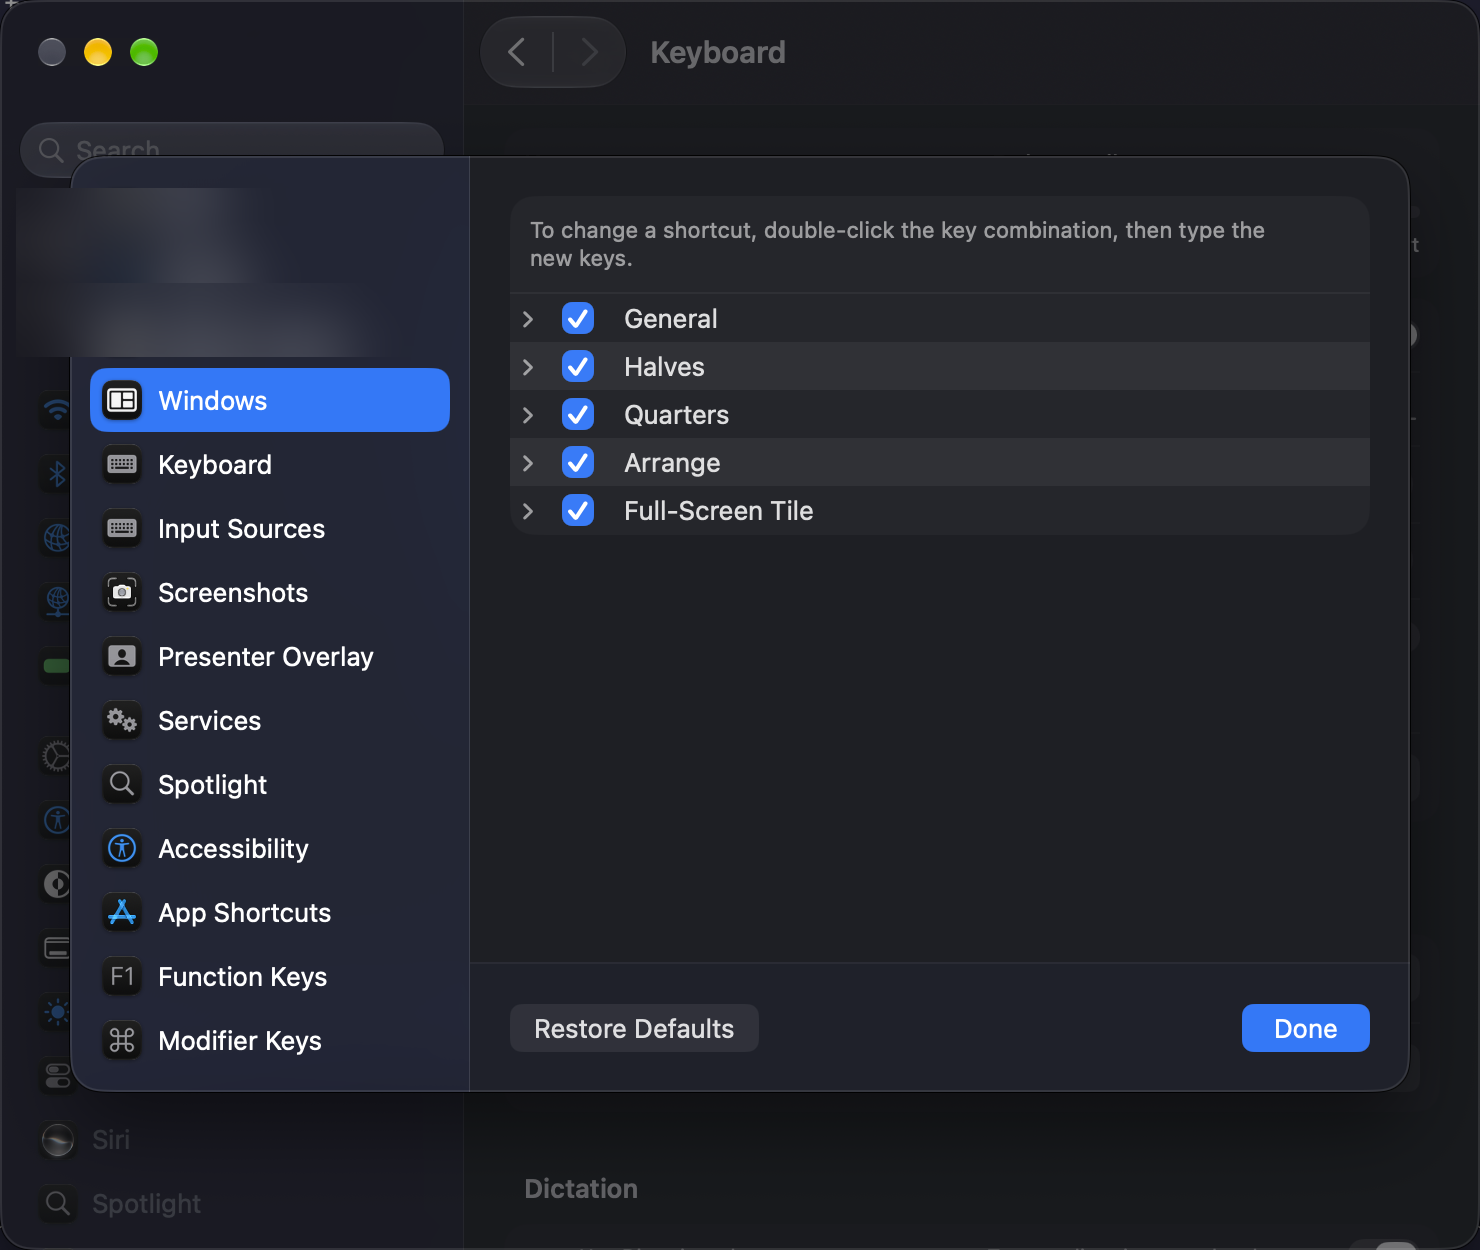 Keyboard
Search
To change a shortcut, double-click the key combination, then type the
new keys.
General
Halves
Quarters
Arrange
Full-Screen Tile
Windows
Keyboard
Input Sources
Screenshots
Presenter Overlay
Services
Spotlight
Accessibility
App Shortcuts
F1 Function Keys
Modifier Keys
Restore Defaults
Done
Siri
Spotlight
Dictation